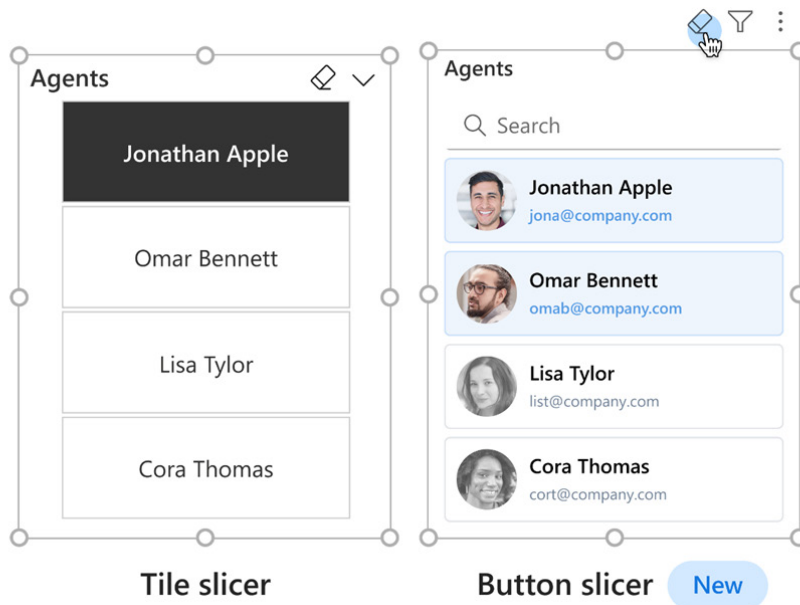 Agents
Jonathan Apple
Omar Bennett
Lisa Tylor
Cora Thomas
Tile slicer
Agents
Search
Jonathan Apple
jona@company.com
Omar Bennett
omab@company.com
Lisa Tylor
list@company.com
Cora Thomas
cort@company.com
Button slicer New